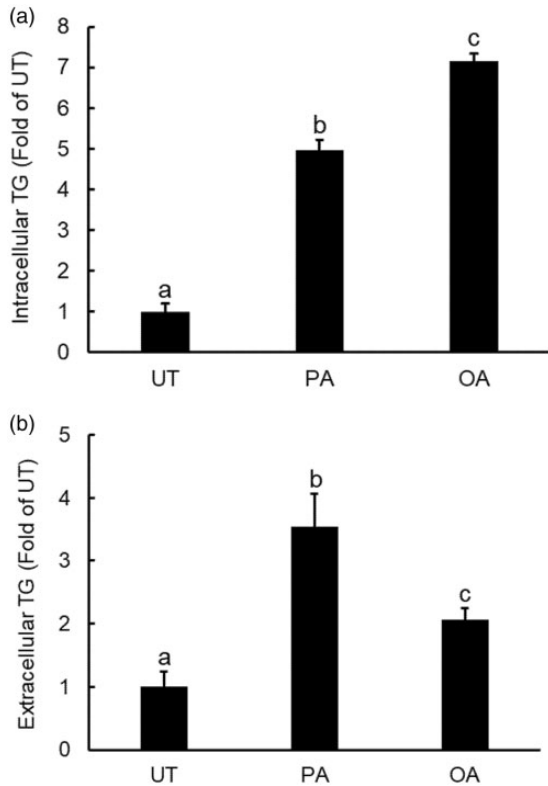 (a)
Intracellular TG (Fold of UT)
8
7
6
5
4
3
2
1
0
a
b
c
UT PA OA
(b)
Extracellular TG (Fold of UT)
5
4
3
2
1
0
a
b
c
UT PA OA